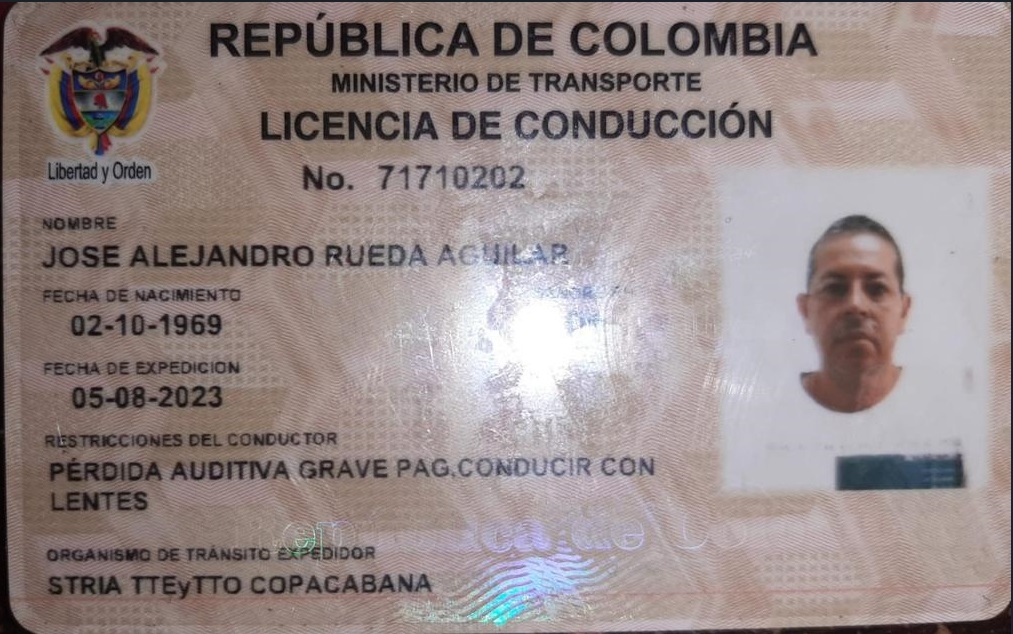 REPÚBLICA DE COLOMBIA
MINISTERIO DE TRANSPORTE
LICENCIA DE CONDUCCIÓN
Libertad y Orden
No. 71710202
NOMBRE
JOSE ALEJANDRO RUEDA AGUILAR
FECHA DE NACIMIENTO
02-10-1969
FECHA DE EXPEDICION
05-08-2023
RESTRICCIONES DEL CONDUCTOR
PÉRDIDA AUDITIVA GRAVE PAG,CONDUCIR CON
LENTES
ORGANISMO DE TRÁNSITO EXPEDIDOR
STRIA TTEyTTO COPACABANA